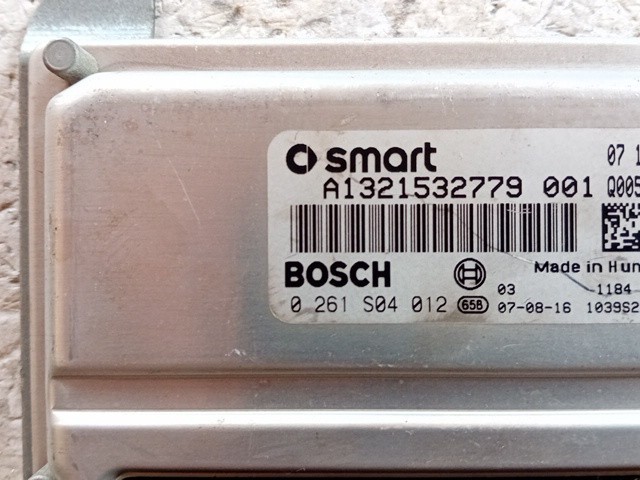 smart 07 1
A1321532779 001 Q005
BOSCH Made in Hun
03 1184
0 261 S04 012 65B 07-08-16 1039S2